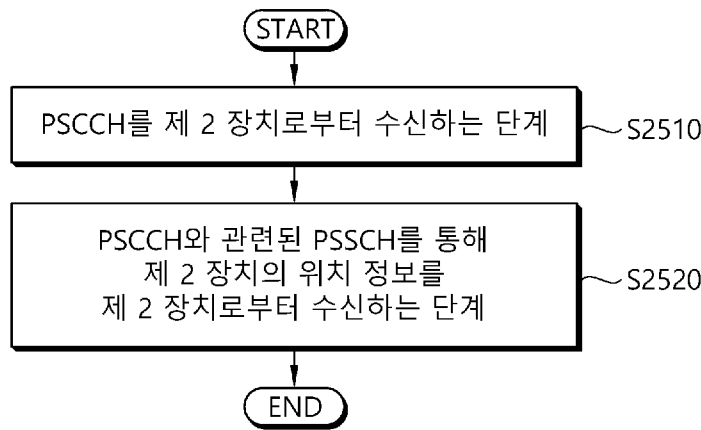 START
PSCCH를 제 2 장치로부터 수신하는 단계
S2510
PSCCH와 관련된 PSSCH를 통해
제 2 장치의 위치 정보를
제 2 장치로부터 수신하는 단계
S2520
END